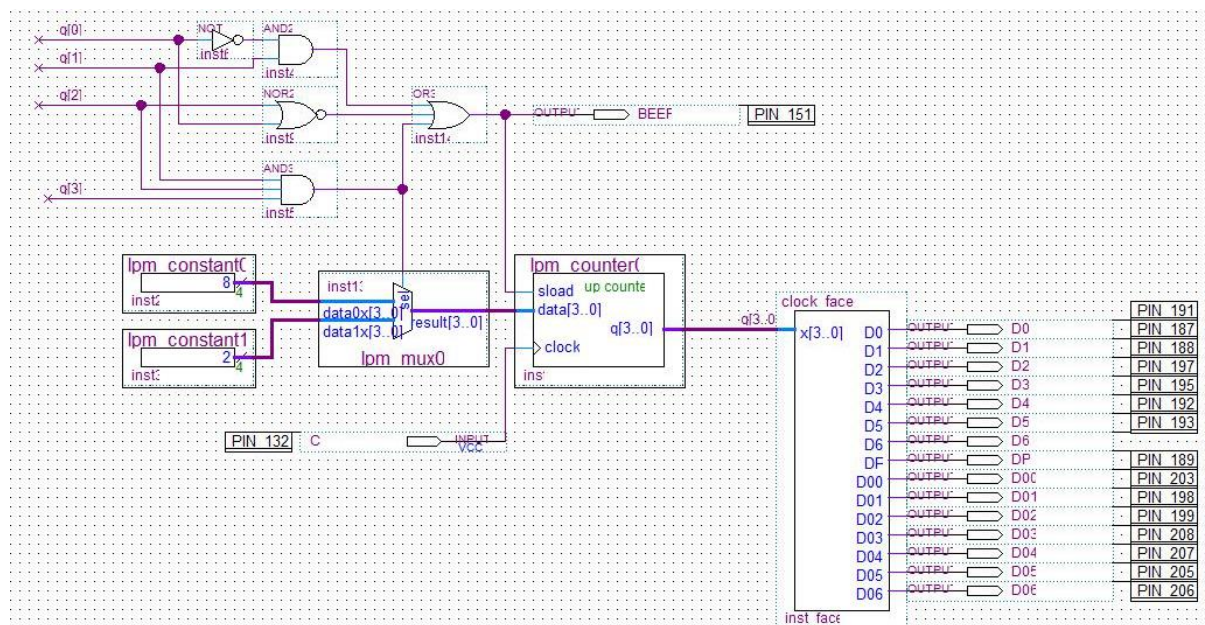 q[0]
NOT
AND2
inst6
q[1]
inst4
q[2]
NOR2
OR3
OUTPUT
BEEF
PIN_151
inst9
inst14
AND3
q[3]
lpm_constant0
8
4
inst2
inst13
sel
data0x[3..0]
data1x[3..0]
result[3..0]
lpm_mux0
lpm_counter0
up counter
sload
data[3..0]
q[3..0]
clock
inst
lpm_constant1
2
4
inst3
PIN_132
C
INPUT
VCC
q[3..0
clock_face
x[3..0]
D0 OUTPUT D0 PIN_191
D1 OUTPUT D1 PIN_187
D2 OUTPUT D2 PIN_188
D3 OUTPUT D3 PIN_197
D4 OUTPUT D4 PIN_195
D5 OUTPUT D5 PIN_192
D6 OUTPUT D6 PIN_193
DP OUTPUT DP
D00 OUTPUT D00 PIN_189
D01 OUTPUT D01 PIN_203
D02 OUTPUT D02 PIN_198
D03 OUTPUT D03 PIN_199
D04 OUTPUT D04 PIN_208
D05 OUTPUT D05 PIN_207
D06 OUTPUT D06 PIN_205
PIN_206
inst_face